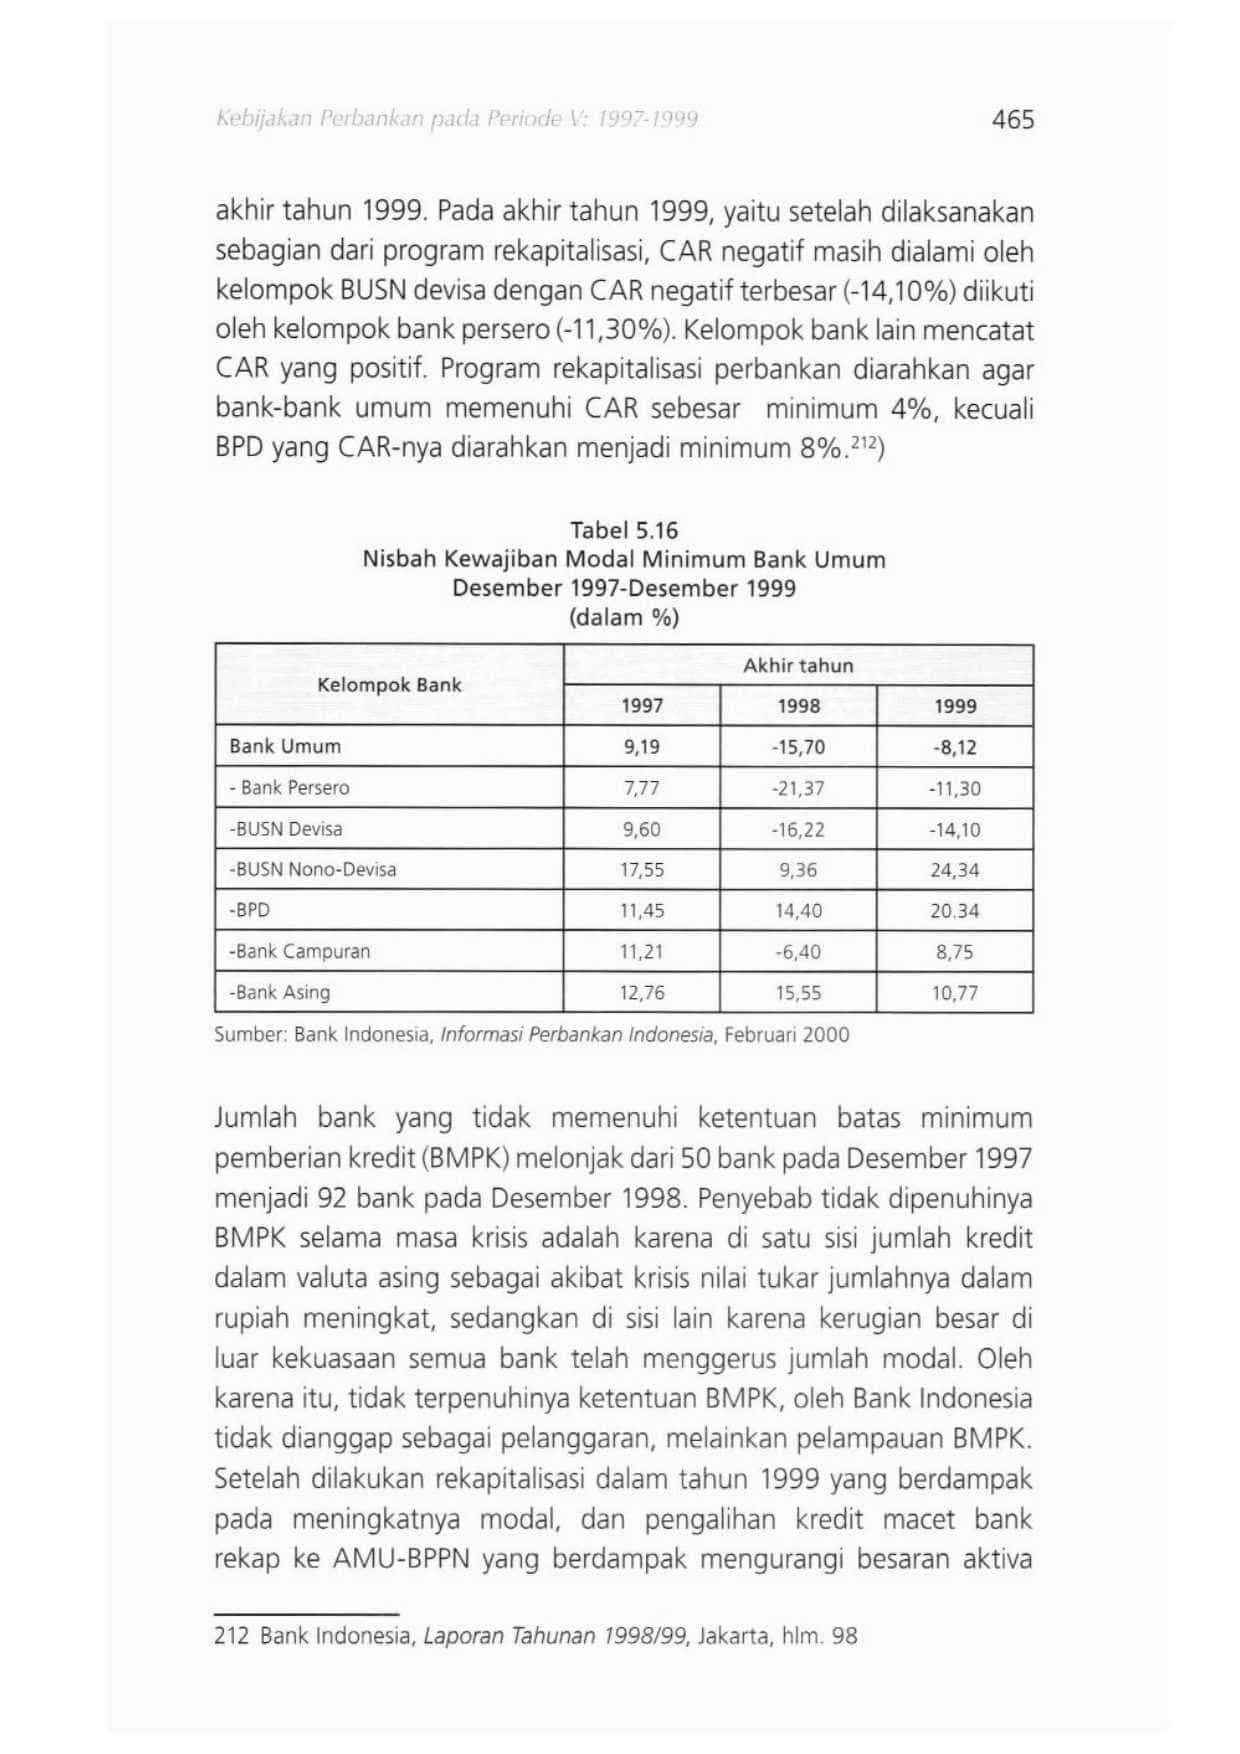 Kebijakan Perbankan pada Periode V: 1997-1999 465
akhir tahun 1999. Pada akhir tahun 1999, yaitu setelah dilaksanakan
sebagian dari program rekapitalisasi, CAR negatif masih dialami oleh
kelompok BUSN devisa dengan CAR negatif terbesar (-14,10%) diikuti
oleh kelompok bank persero (-11,30%). Kelompok bank lain mencatat
CAR yang positif. Program rekapitalisasi perbankan diarahkan agar
bank-bank umum memenuhi CAR sebesar minimum 4%, kecuali
BPD yang CAR-nya diarahkan menjadi minimum 8%.²¹²)
Tabel 5.16
Nisbah Kewajiban Modal Minimum Bank Umum
Desember 1997-Desember 1999
(dalam %)
Kelompok Bank Akhir tahun
1997 1998 1999
Bank Umum 9,19 -15,70 -8,12
- Bank Persero 7,77 -21,37 -11,30
-BUSN Devisa 9,60 -16,22 -14,10
-BUSN Nono-Devisa 17,55 9,36 24,34
-BPD 11,45 14,40 20.34
-Bank Campuran 11,21 -6,40 8,75
-Bank Asing 12,76 15,55 10,77
Sumber: Bank Indonesia, Informasi Perbankan Indonesia, Februari 2000
Jumlah bank yang tidak memenuhi ketentuan batas minimum
pemberian kredit (BMPK) melonjak dari 50 bank pada Desember 1997
menjadi 92 bank pada Desember 1998. Penyebab tidak dipenuhinya
BMPK selama masa krisis adalah karena di satu sisi jumlah kredit
dalam valuta asing sebagai akibat krisis nilai tukar jumlahnya dalam
rupiah meningkat, sedangkan di sisi lain karena kerugian besar di
luar kekuasaan semua bank telah menggerus jumlah modal. Oleh
karena itu, tidak terpenuhinya ketentuan BMPK, oleh Bank Indonesia
tidak dianggap sebagai pelanggaran, melainkan pelampauan BMPK.
Setelah dilakukan rekapitalisasi dalam tahun 1999 yang berdampak
pada meningkatnya modal, dan pengalihan kredit macet bank
rekap ke AMU-BPPN yang berdampak mengurangi besaran aktiva
212 Bank Indonesia, Laporan Tahunan 1998/99, Jakarta, hlm. 98